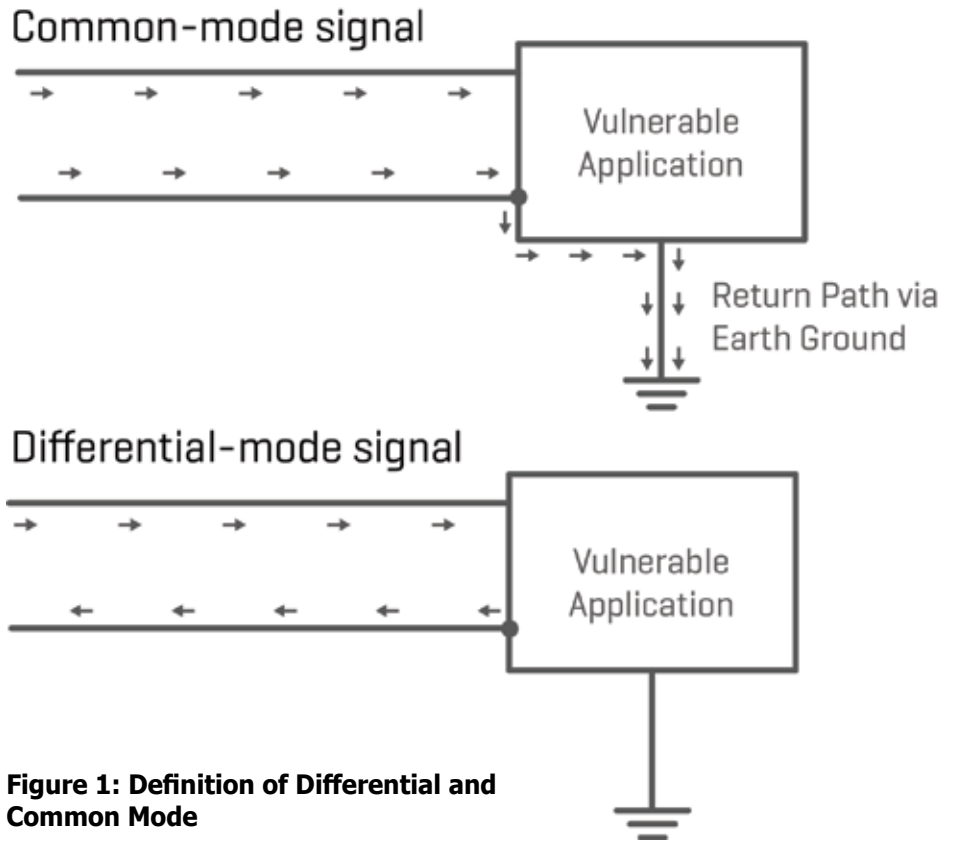 Common-mode signal
Vulnerable
Application
Return Path via
Earth Ground
Differential-mode signal
Vulnerable
Application
Figure 1: Definition of Differential and
Common Mode